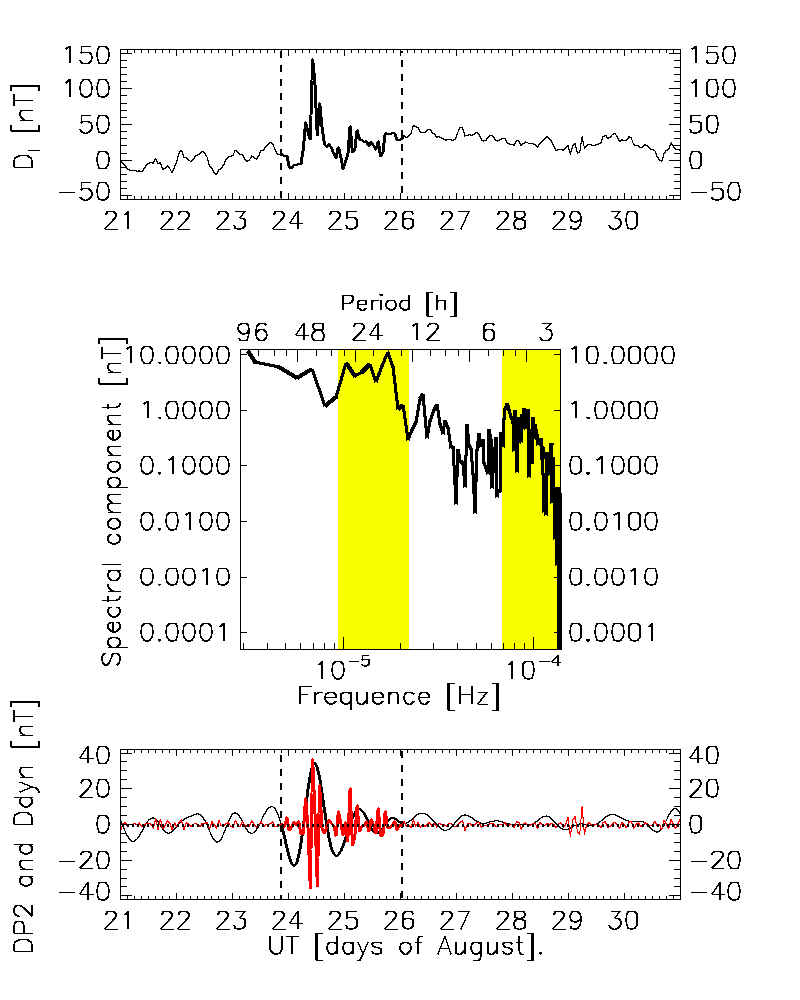 150 150
100 100
50 50
0 0
−50 −50
D_I [nT]
21 22 23 24 25 26 27 28 29 30
Period [h]
96 48 24 12 6 3
10.0000 10.0000
1.0000 1.0000
0.1000 0.1000
0.0100 0.0100
0.0010 0.0010
0.0001 0.0001
Spectral component [nT]
10^−5 10^−4
Frequence [Hz]
40 40
20 20
0 0
−20 −20
−40 −40
DP2 and Ddyn [nT]
21 22 23 24 25 26 27 28 29 30
UT [days of August].